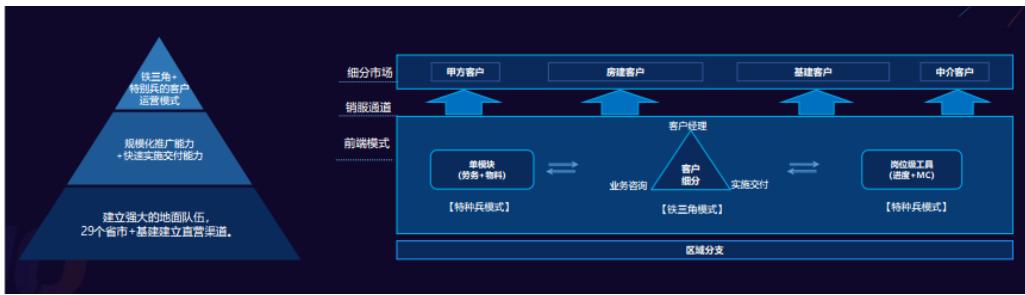 铁三角+
特别兵的客户
运营模式
规模化推广能力
+快速实施交付能力
建立强大的地面队伍，
29个省市+基建建立直营渠道。
细分市场
甲方客户
房建客户
基建客户
中介客户
销服通道
前端模式
客户经理
单模块
(劳务+物料)
客户
细分
岗位级工具
(进度+MC)
业务咨询
实施交付
【特种兵模式】
【铁三角模式】
【特种兵模式】
区域分支